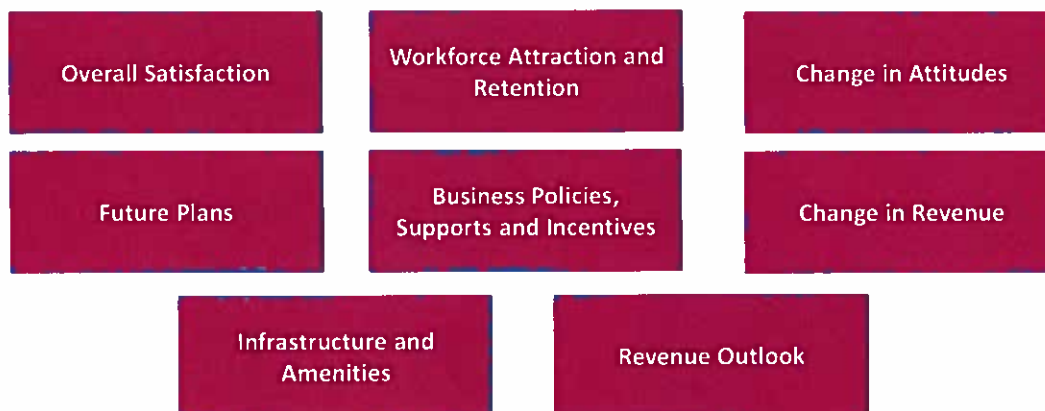 Overall Satisfaction
Workforce Attraction and
Retention
Change in Attitudes
Future Plans
Business Policies,
Supports and Incentives
Change in Revenue
Infrastructure and
Amenities
Revenue Outlook